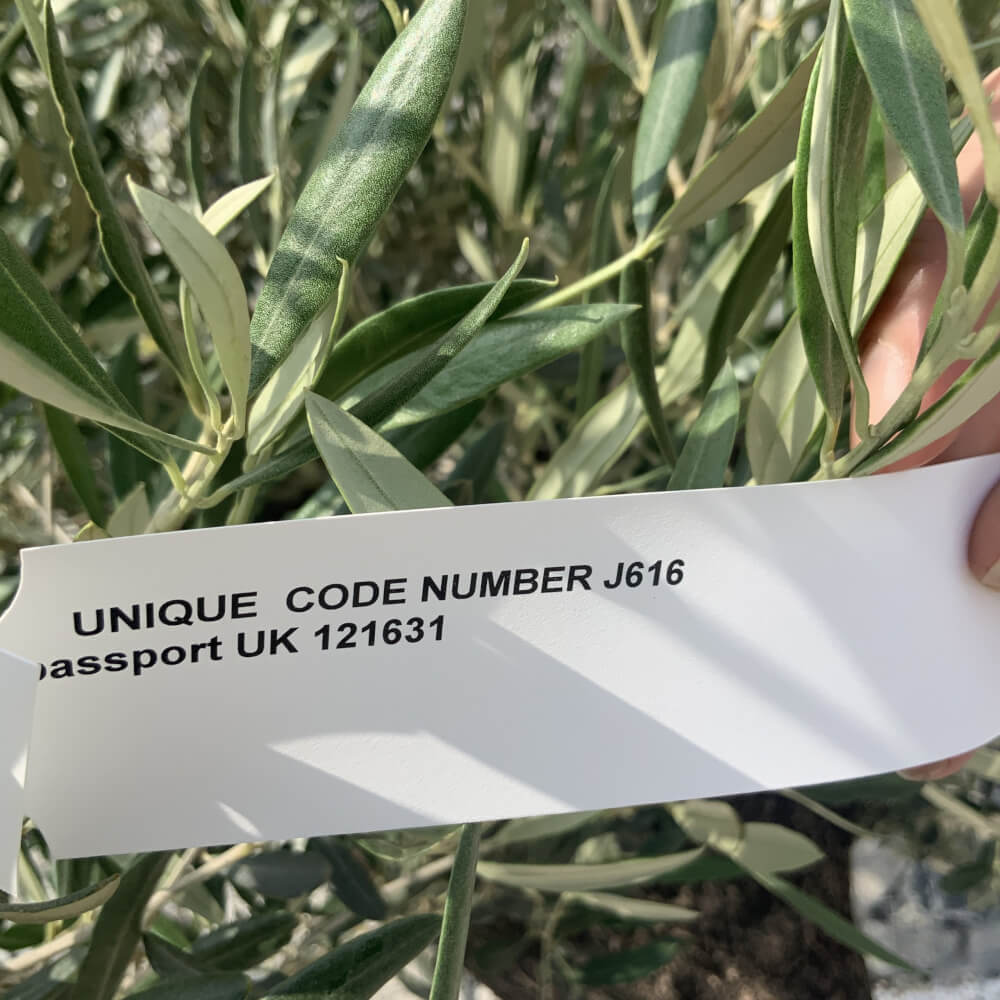 UNIQUE CODE NUMBER J616
passport UK 121631